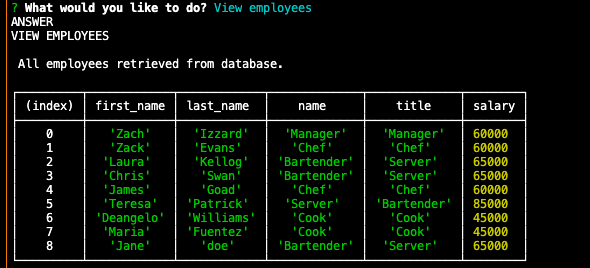 ? What would you like to do? View employees
ANSWER
VIEW EMPLOYEES
All employees retrieved from database.
(index) first_name last_name name title salary
0 'Zach' 'Izzard' 'Manager' 'Manager' 60000
1 'Zack' 'Evans' 'Chef' 'Chef' 60000
2 'Laura' 'Kellog' 'Bartender' 'Server' 65000
3 'Chris' 'Swan' 'Bartender' 'Server' 65000
4 'James' 'Goad' 'Chef' 'Chef' 60000
5 'Teresa' 'Patrick' 'Server' 'Bartender' 85000
6 'Deangelo' 'Williams' 'Cook' 'Cook' 45000
7 'Maria' 'Fuentez' 'Cook' 'Cook' 45000
8 'Jane' 'doe' 'Bartender' 'Server' 65000